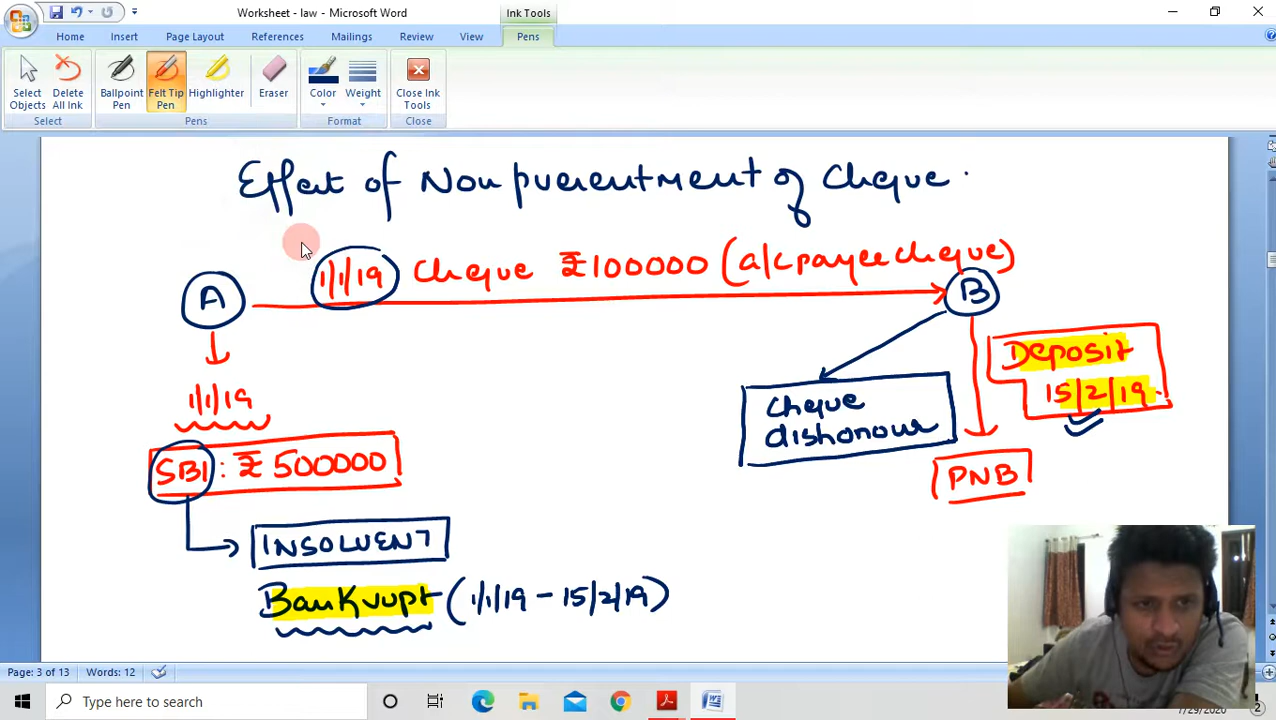 Worksheet - law - Microsoft Word
Ink Tools
Home Insert Page Layout References Mailings Review View Pens
Select Objects
Delete All Ink
Ballpoint Pen
Felt Tip Pen
Highlighter
Eraser
Color
Weight
Close Ink Tools
Select Pens Format Close
Effect of Non presentment of Cheque.
1/1/19 Cheque ₹100000 (a/c payee cheque)
A
B
1/1/19
SBI : ₹ 500000
Deposit
15/2/19
Cheque
dishonour
PNB
INSOLVENT
Bankrupt (1/1/19 - 15/2/19)
Page: 3 of 13 Words: 12
Type here to search
7/29/2020